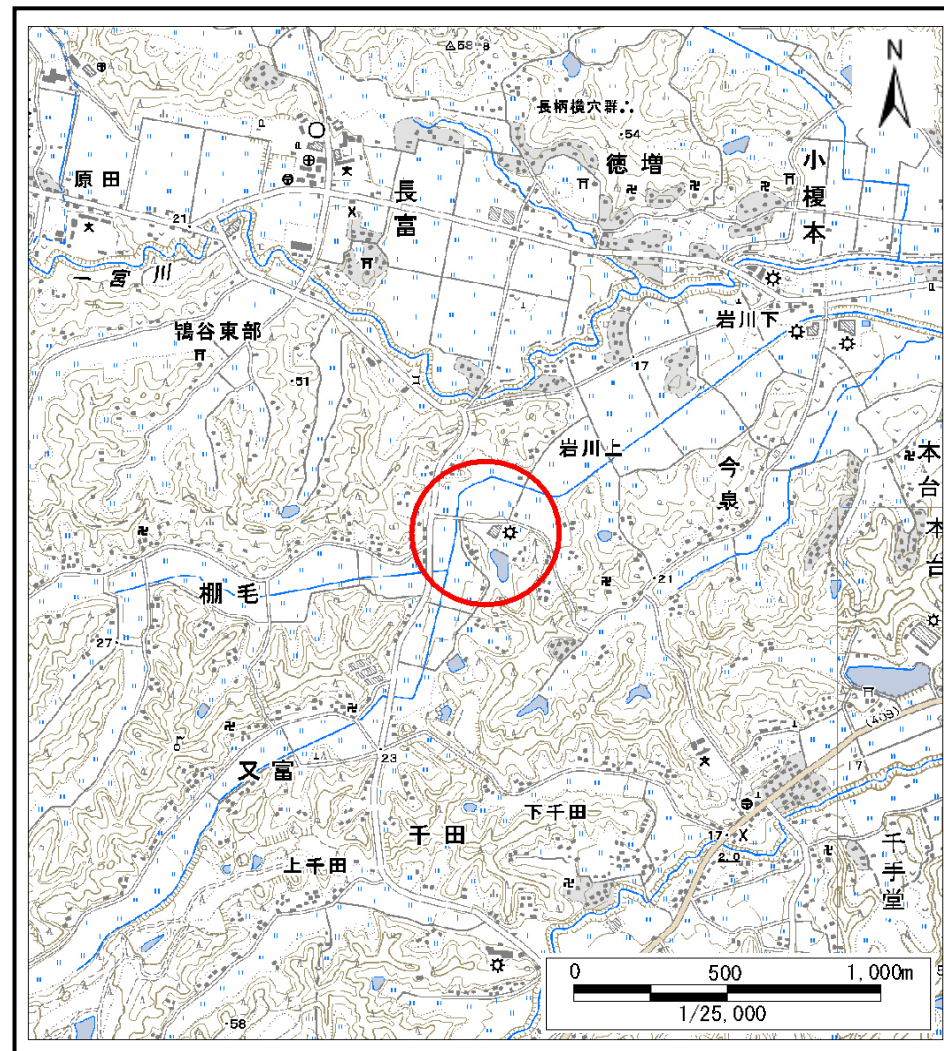 58.8
N
長柄横穴群
54
小榎本
徳増
原田
長富
21
一宮川
岩川下
鴇谷東部
17
51
岩川上
今泉
本台
本台
21
棚毛
27
(409)
又富
23
17
下千田
千田
17
2.0
上千田
千手堂
58
0 500 1,000m
1/25,000